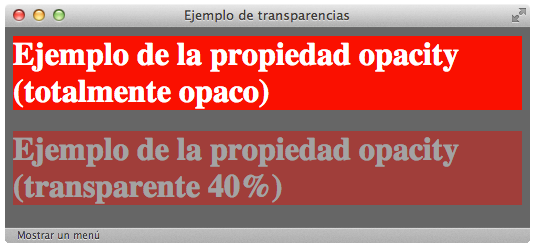 Ejemplo de transparencias
Ejemplo de la propiedad opacity
(totalmente opaco)
Ejemplo de la propiedad opacity
(transparente 40%)
Mostrar un menú